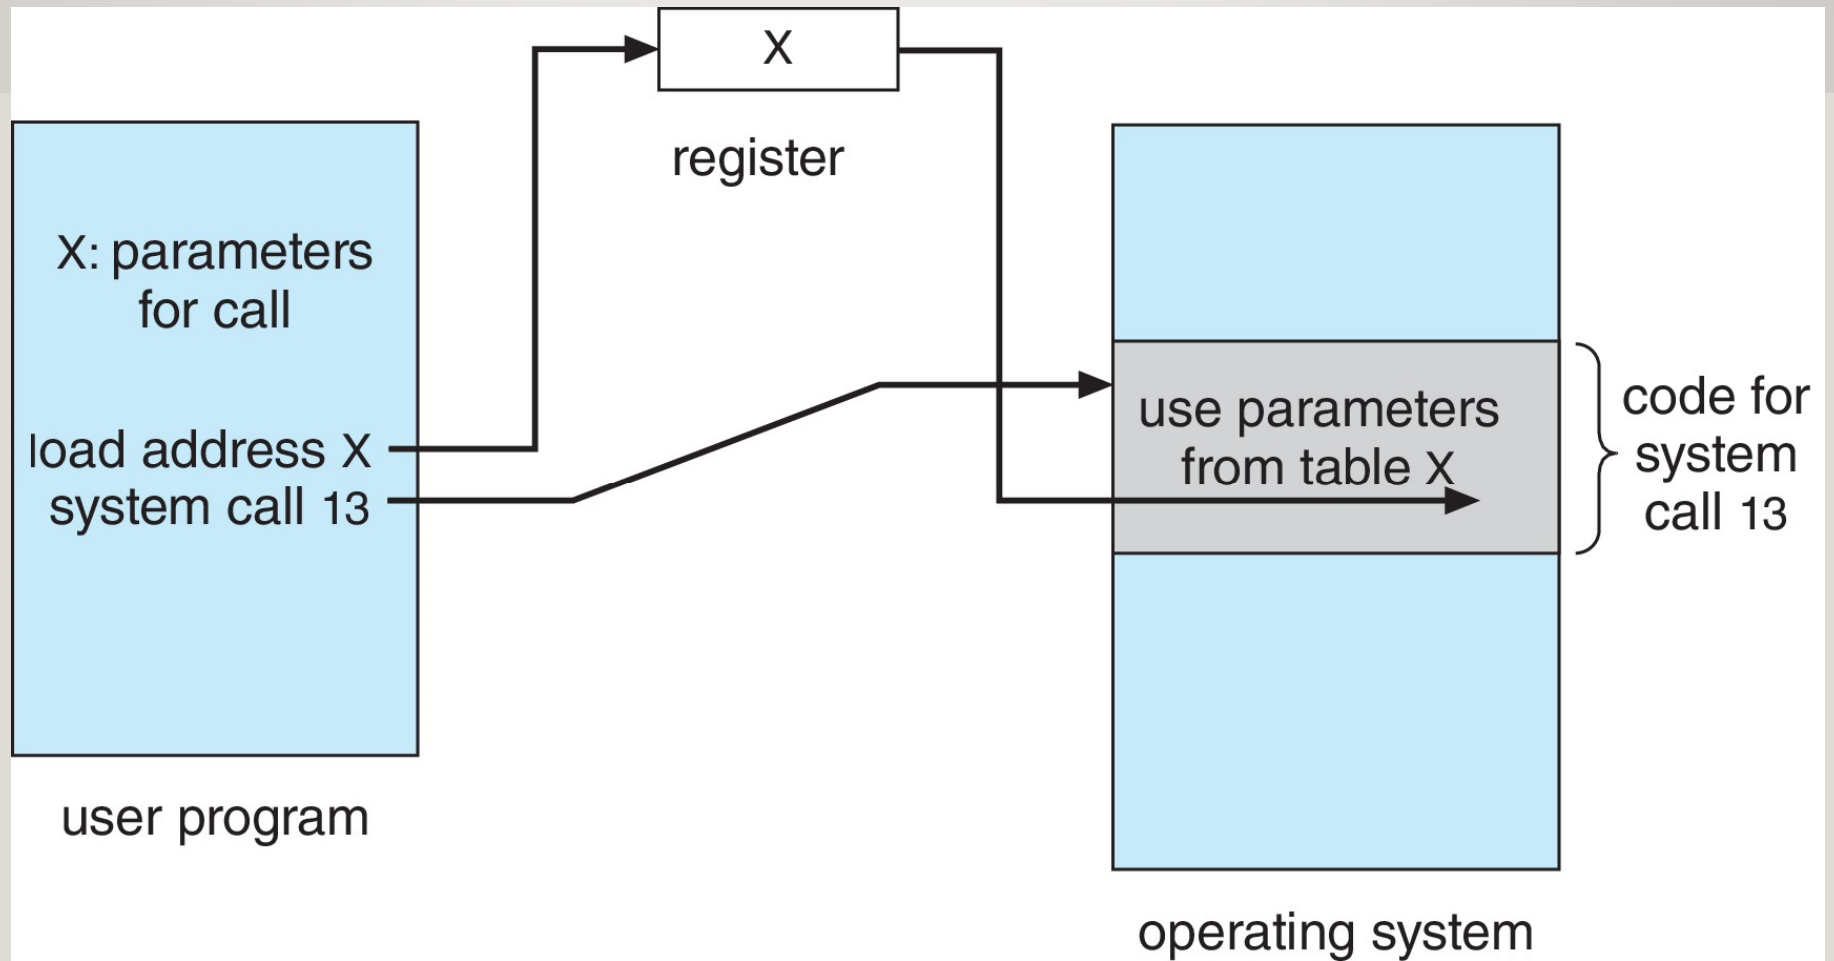 X
register
X: parameters
for call
load address X
system call 13
user program
use parameters
from table X
code for
system
call 13
operating system